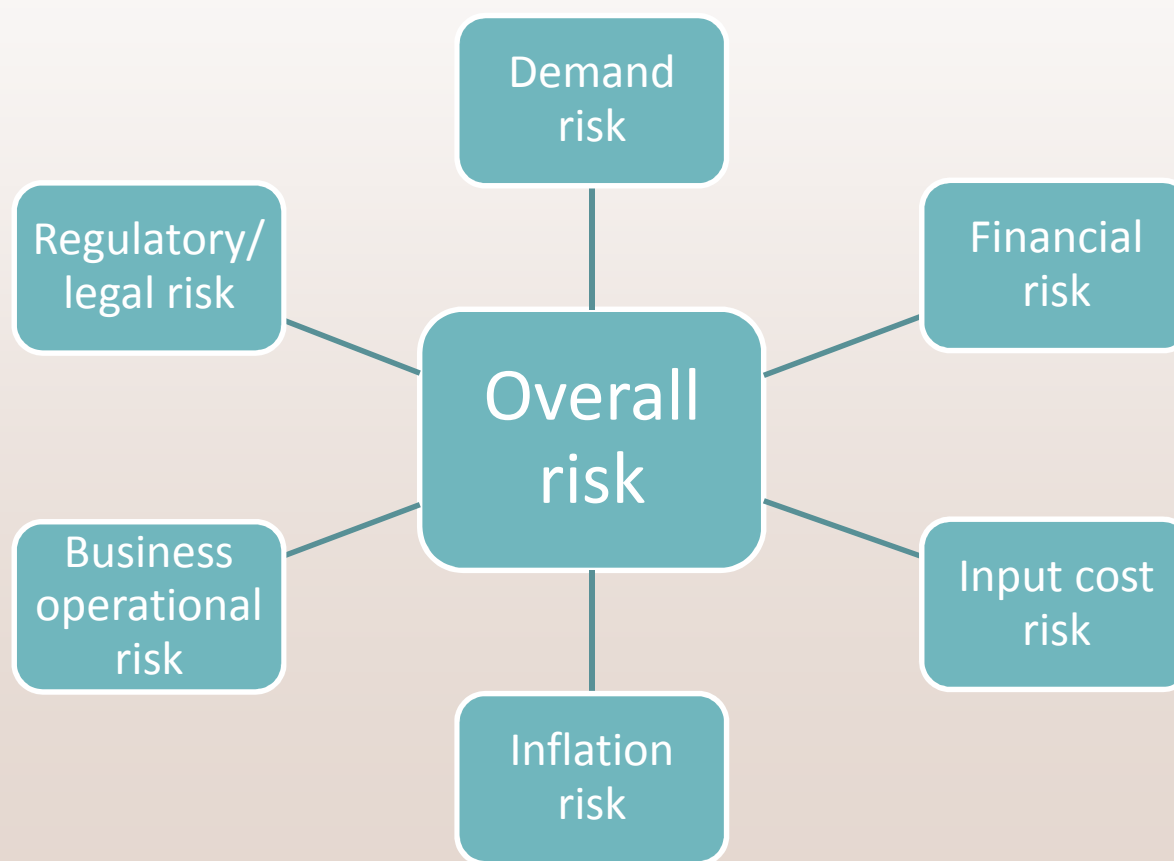 Demand
risk
Regulatory/
legal risk
Financial
risk
Overall
risk
Business
operational
risk
Input cost
risk
Inflation
risk